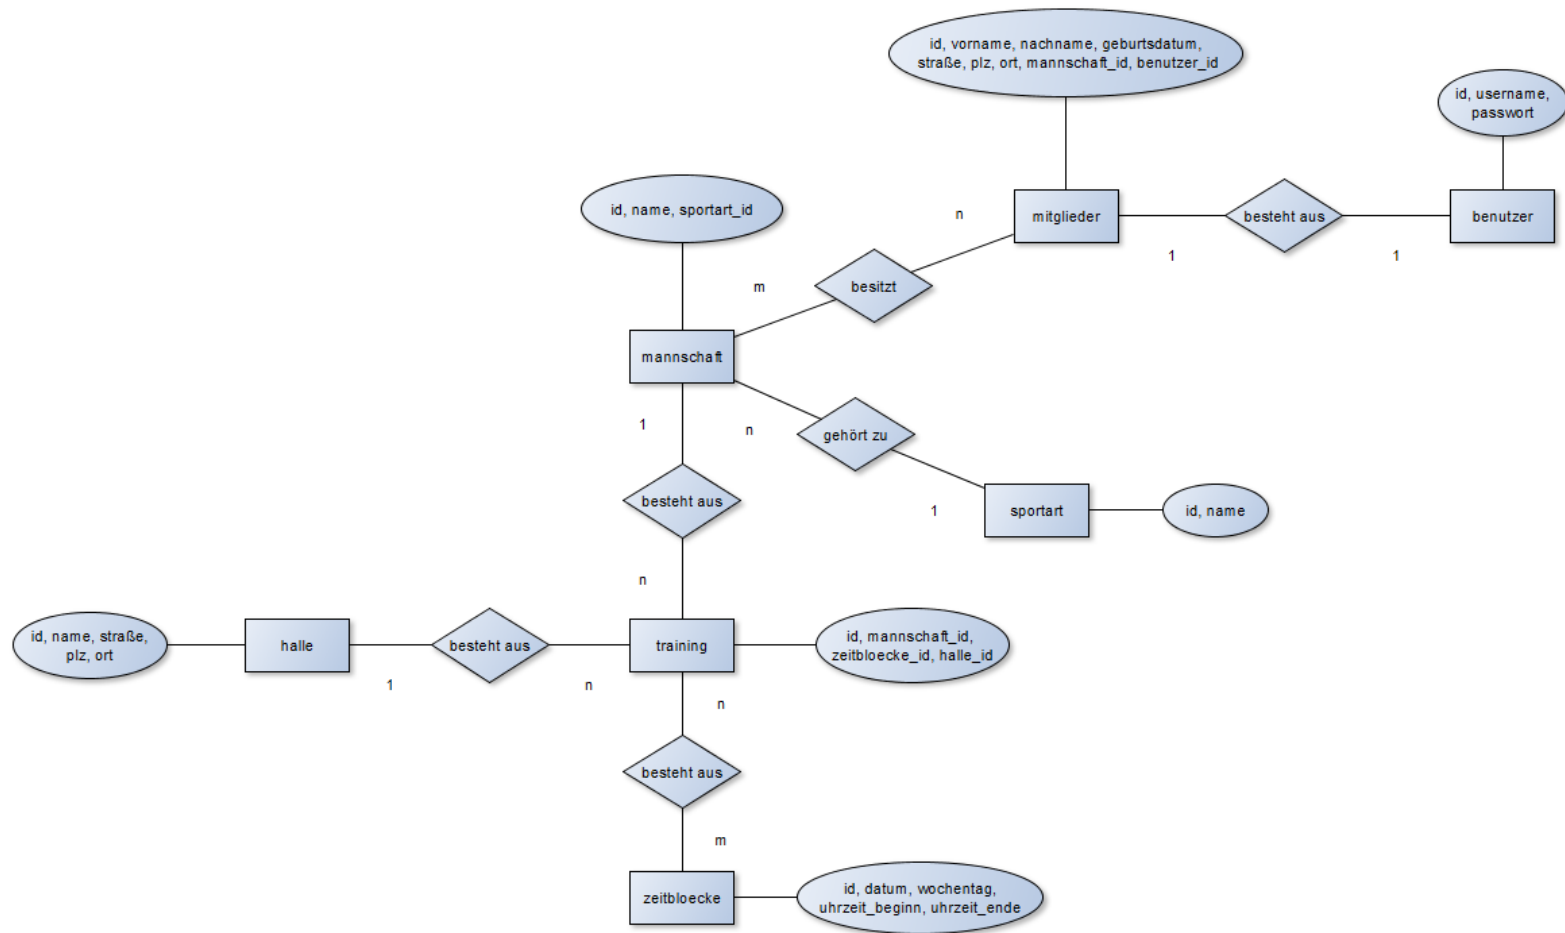 id, vorname, nachname, geburtsdatum,
straße, plz, ort, mannschaft_id, benutzer_id
id, username,
passwort
id, name, sportart_id
n
mitglieder
besteht aus
benutzer
1
1
m
besitzt
mannschaft
1
n
gehört zu
besteht aus
1
sportart
id, name
n
id, name, straße,
plz, ort
halle
besteht aus
training
id, mannschaft_id,
zeitbloecke_id, halle_id
1
n
n
besteht aus
m
zeitbloecke
id, datum, wochentag,
uhrzeit_beginn, uhrzeit_ende